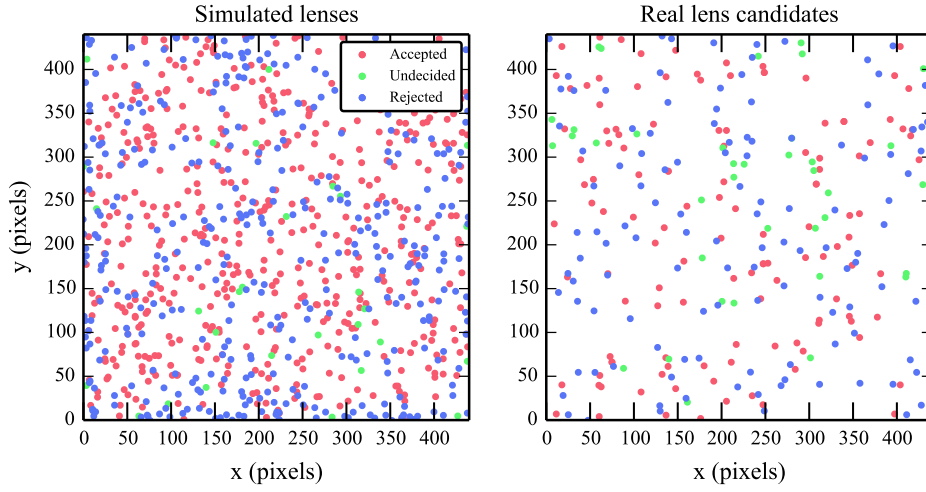 Simulated lenses
Real lens candidates
Accepted
Undecided
Rejected
400
350
300
250
200
150
100
50
0
y (pixels)
0 50 100 150 200 250 300 350 400
x (pixels)
400
350
300
250
200
150
100
50
0
0 50 100 150 200 250 300 350 400
x (pixels)